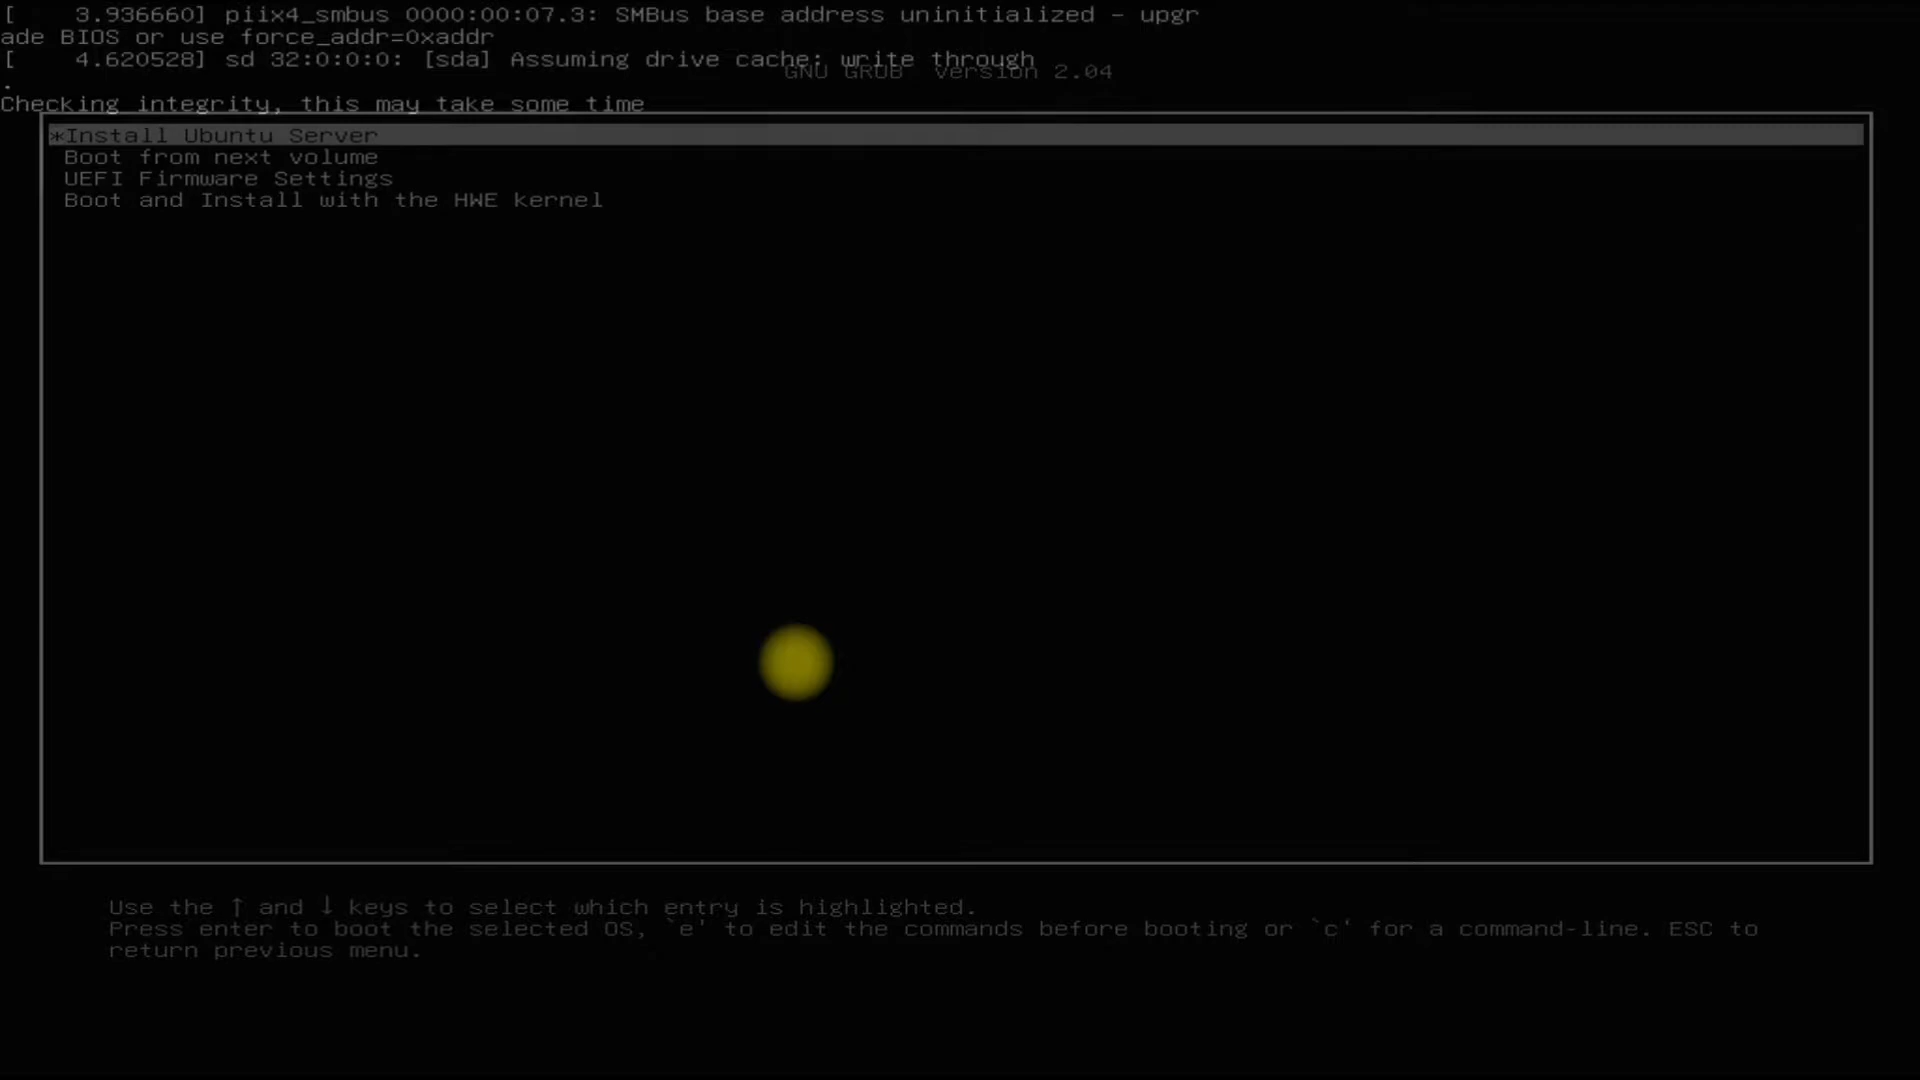 [    3.936660] piix4_smbus 0000:00:07.3: SMBus base address uninitialized - upgr
ade BIOS or use force_addr=0xaddr
[    4.620528] sd 32:0:0:0: [sda] Assuming drive cache: write through
GNU GRUB  version 2.04
.
Checking integrity, this may take some time
*Install Ubuntu Server
Boot from next volume
UEFI Firmware Settings
Boot and Install with the HWE kernel
Use the ↑ and ↓ keys to select which entry is highlighted.
Press enter to boot the selected OS, `e' to edit the commands before booting or `c' for a command-line. ESC to
return previous menu.